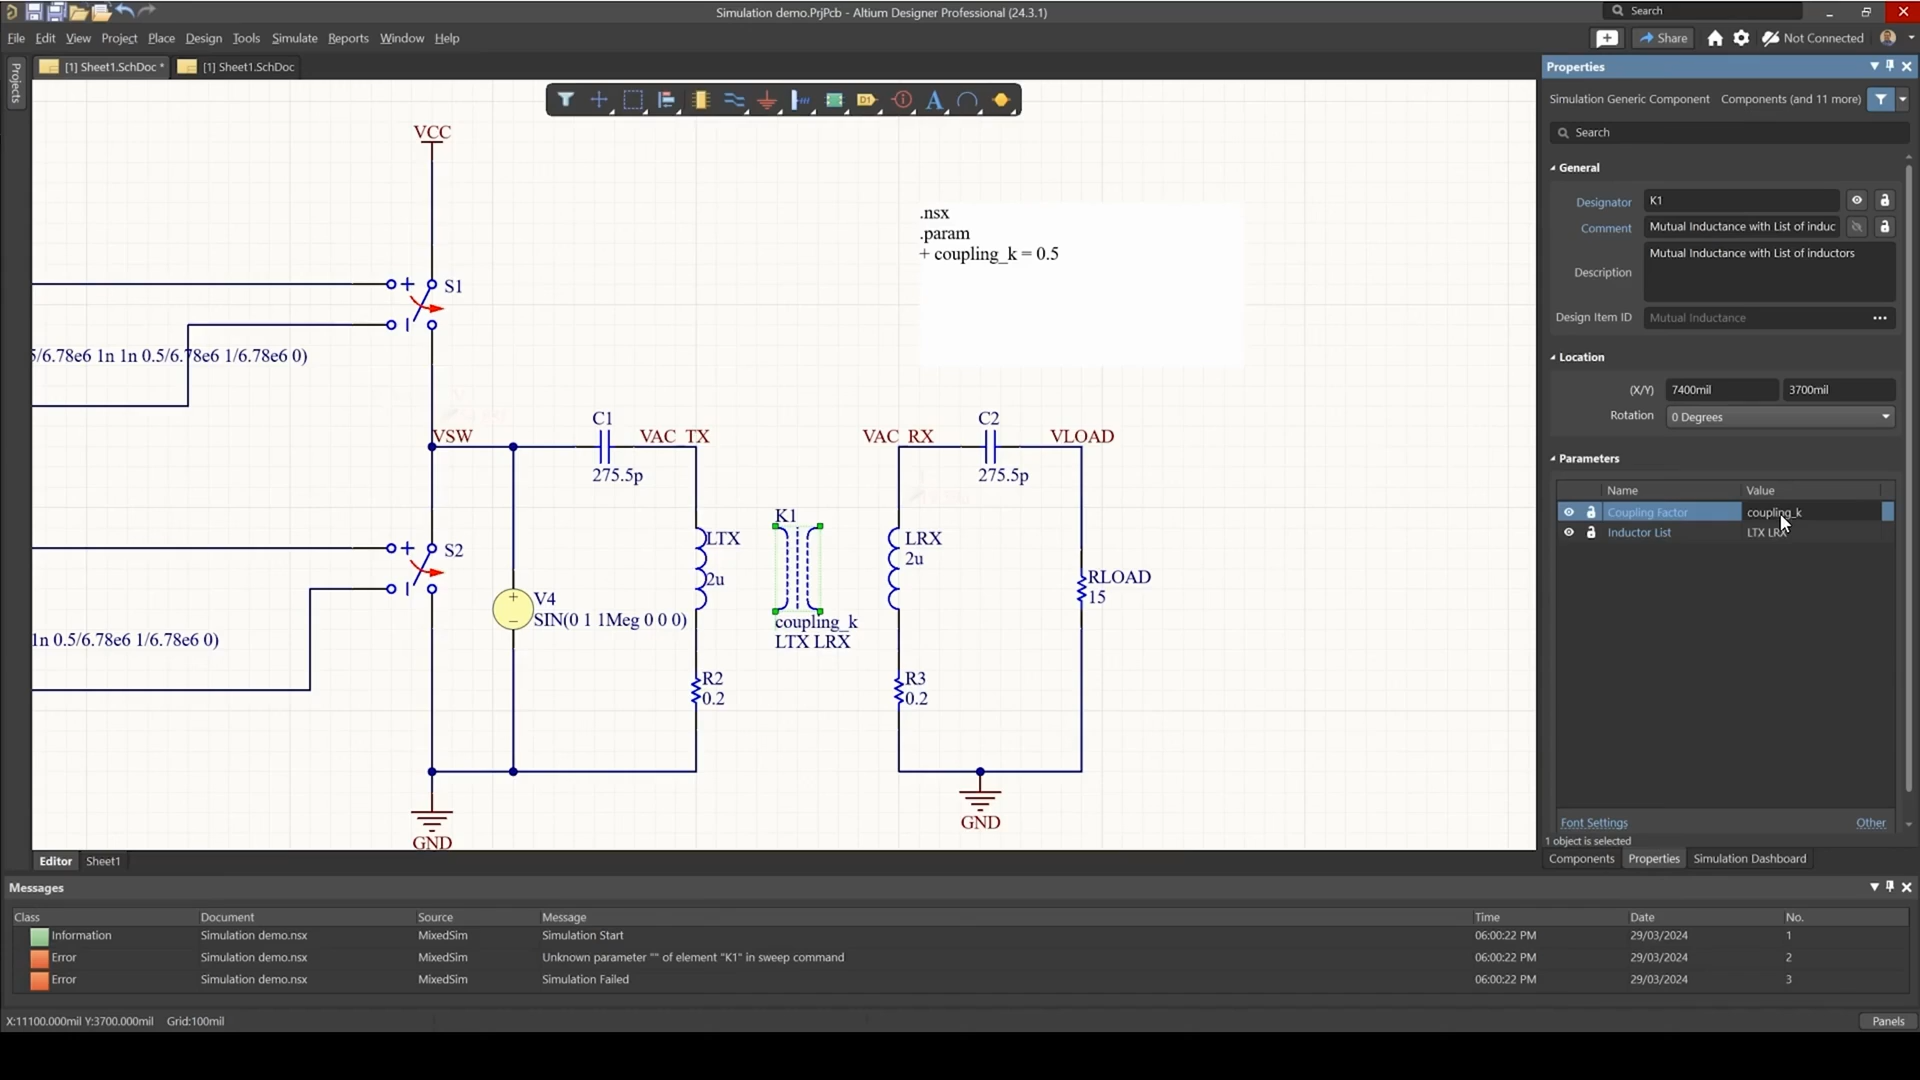 Simulation demo.PrjPcb - Altium Designer Professional (24.3.1)
Search
File Edit View Project Place Design Tools Simulate Reports Window Help
Share
Not Connected
Projects
[1] Sheet1.SchDoc *
[1] Sheet1.SchDoc
VCC
.nsx
.param
+ coupling_k = 0.5
S1
5/6.78e6 1n 1n 0.5/6.78e6 1/6.78e6 0)
C1
C2
VSW
VAC_TX
VAC_RX
VLOAD
275.5p
275.5p
K1
LTX
LRX
2u
2u
S2
RLOAD
15
V4
SIN(0 1 1Meg 0 0 0)
coupling_k
LTX LRX
1n 0.5/6.78e6 1/6.78e6 0)
R2
0.2
R3
0.2
GND
GND
Editor Sheet1
Properties
Simulation Generic Component Components (and 11 more)
Search
General
Designator K1
Comment Mutual Inductance with List of induc
Description Mutual Inductance with List of inductors
Design Item ID Mutual Inductance
Location
(X/Y) 7400mil 3700mil
Rotation 0 Degrees
Parameters
Name Value
Coupling Factor coupling_k
Inductor List LTX LRX
Font Settings Other
1 object is selected
Components Properties Simulation Dashboard
Messages
Class Document Source Message Time Date No.
Information Simulation demo.nsx MixedSim Simulation Start 06:00:22 PM 29/03/2024 1
Error Simulation demo.nsx MixedSim Unknown parameter "" of element "K1" in sweep command 06:00:22 PM 29/03/2024 2
Error Simulation demo.nsx MixedSim Simulation Failed 06:00:22 PM 29/03/2024 3
X:11100.000mil Y:3700.000mil Grid:100mil
Panels